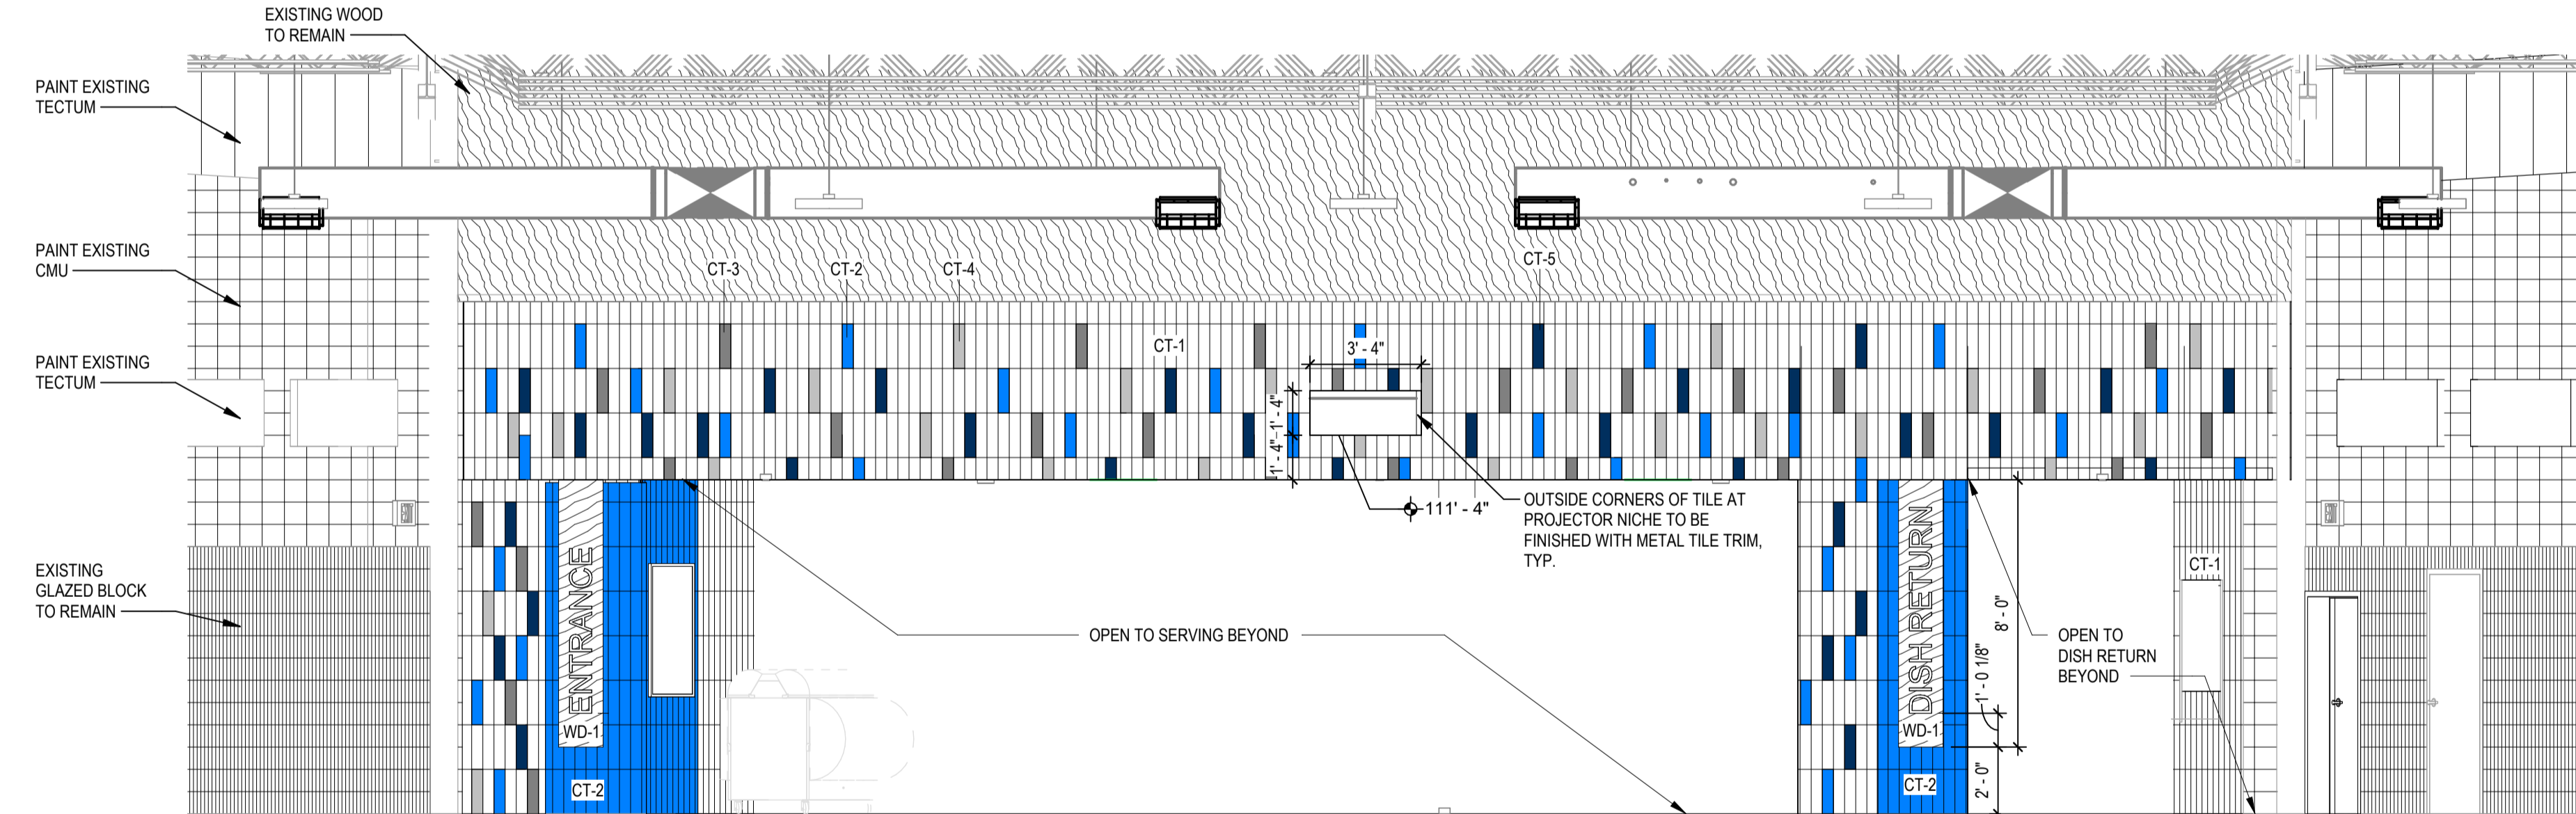 EXISTING WOOD
TO REMAIN
PAINT EXISTING
TECTUM
PAINT EXISTING
CMU
PAINT EXISTING
TECTUM
EXISTING
GLAZED BLOCK
TO REMAIN
CT-3
CT-2
CT-4
CT-5
CT-1
3' - 4"
1' - 4"
1' - 4"
111' - 4"
OUTSIDE CORNERS OF TILE AT
PROJECTOR NICHE TO BE
FINISHED WITH METAL TILE TRIM,
TYP.
ENTRANCE
WD-1
CT-2
OPEN TO SERVING BEYOND
DISH RETURN
WD-1
CT-2
8' - 0"
1' - 0 1/8"
2' - 0"
OPEN TO
DISH RETURN
BEYOND
CT-1